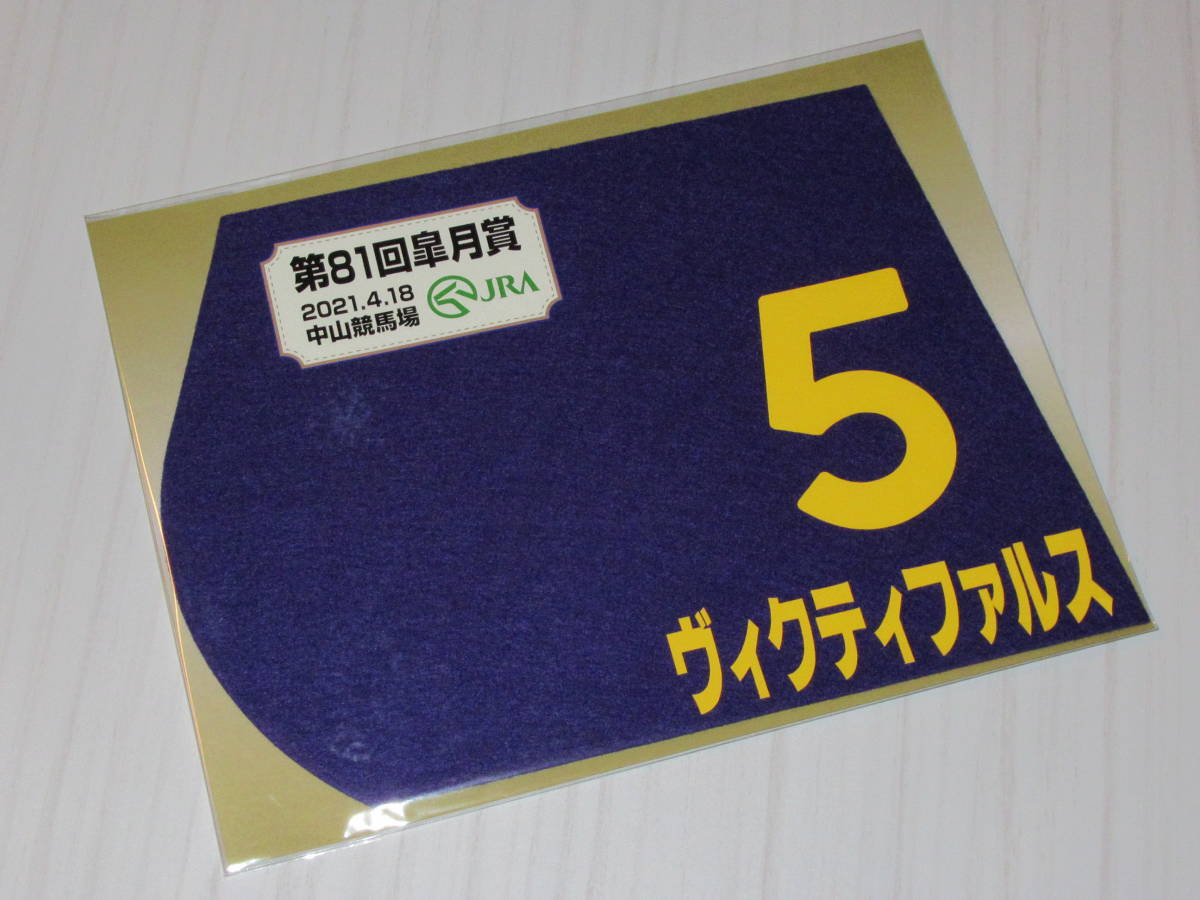 第81回皐月賞
2021.4.18
中山競馬場
JRA
5
ヴィクティファルス